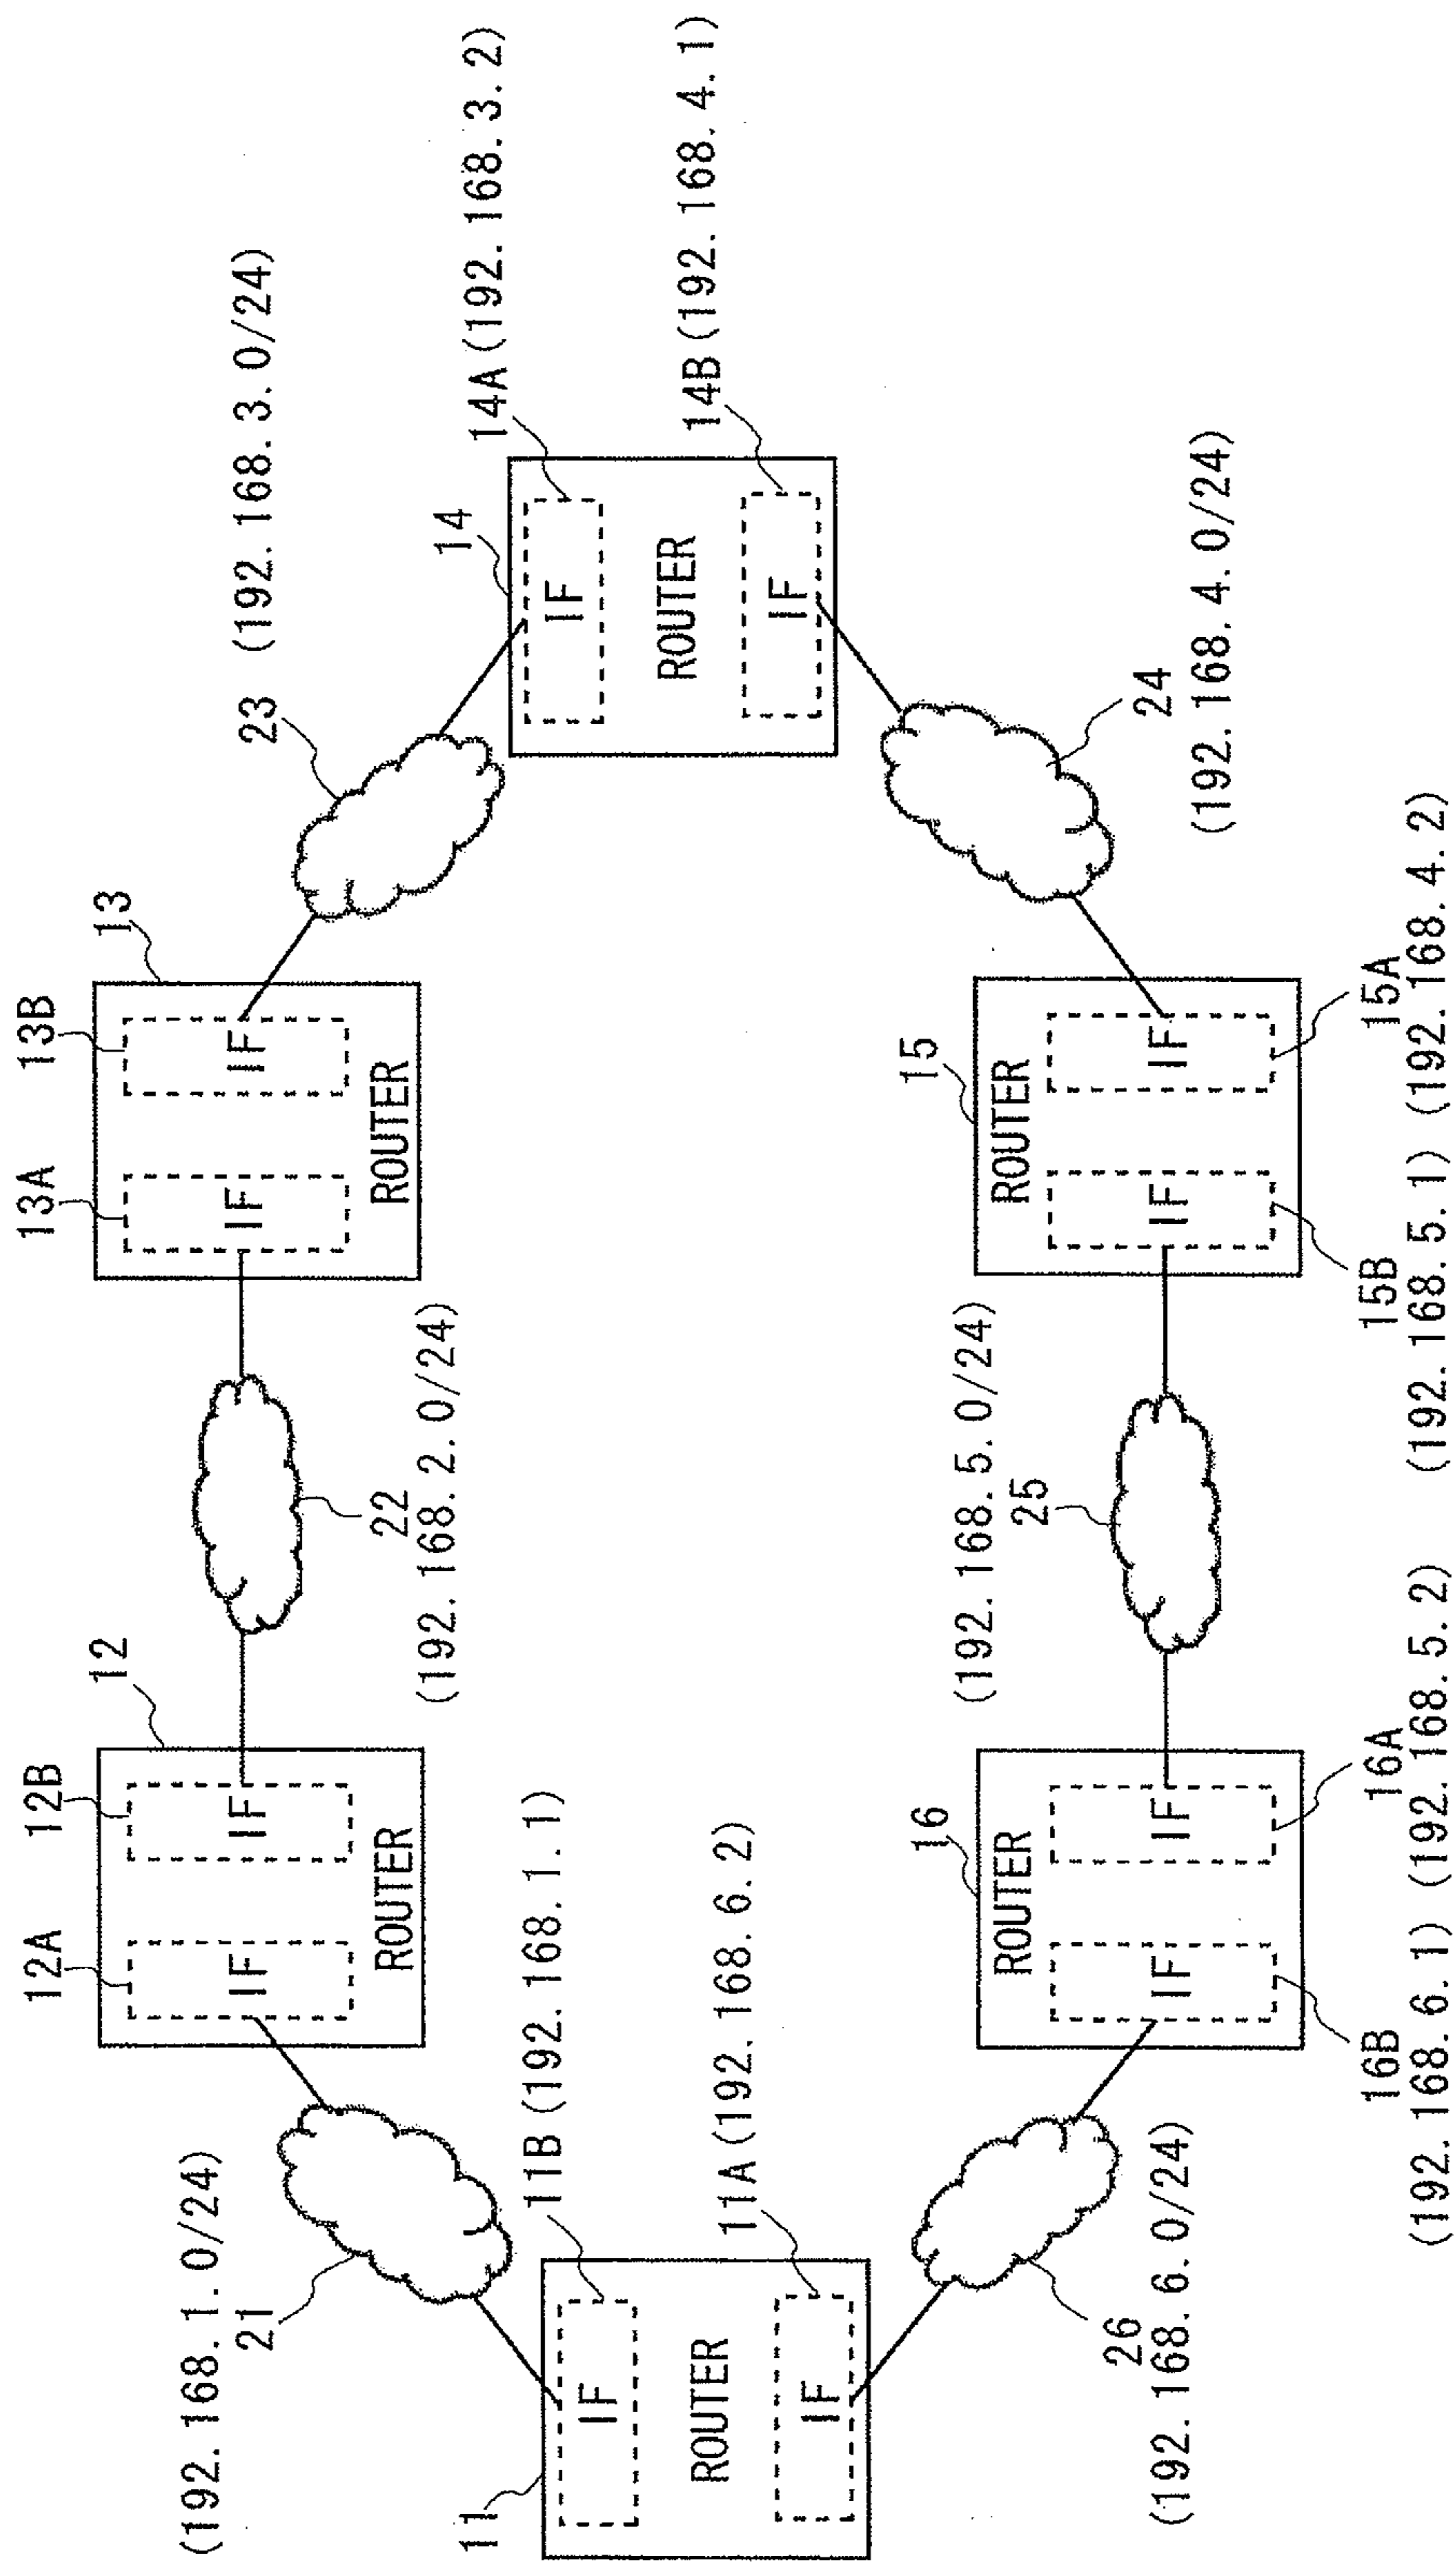 (192. 168. 3. 0/24)
23
14
14A (192. 168. 3. 2)
IF
ROUTER
IF
14B (192. 168. 4. 1)
24
(192. 168. 4. 0/24)
13
13A
13B
IF
IF
ROUTER
22
(192. 168. 2. 0/24)
12
12A
12B
IF
IF
ROUTER
(192. 168. 1. 0/24)
21
11
11B (192. 168. 1. 1)
IF
ROUTER
IF
11A (192. 168. 6. 2)
26
(192. 168. 6. 0/24)
16
ROUTER
IF
IF
16B
16A
(192. 168. 6. 1) (192. 168. 5. 2)
(192. 168. 5. 0/24)
25
15
ROUTER
IF
IF
15B
15A
(192. 168. 5. 1) (192. 168. 4. 2)